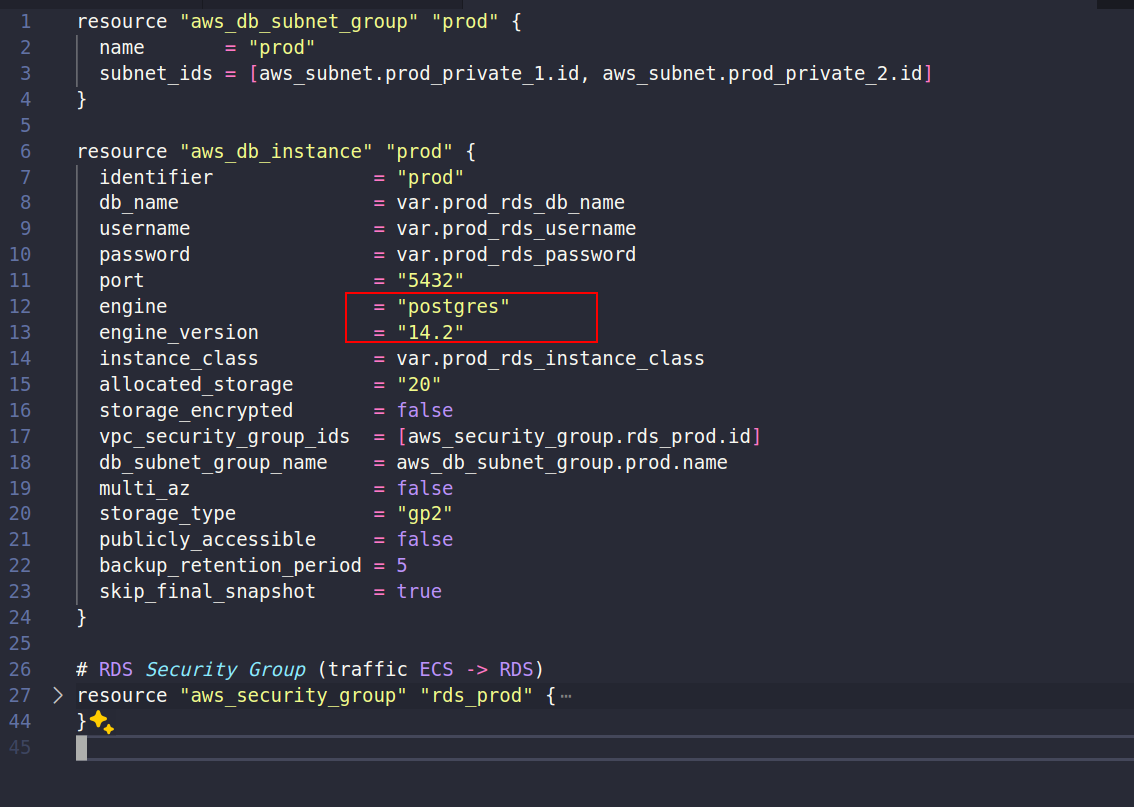 1 resource "aws_db_subnet_group" "prod" {
2   name       = "prod"
3   subnet_ids = [aws_subnet.prod_private_1.id, aws_subnet.prod_private_2.id]
4 }
5
6 resource "aws_db_instance" "prod" {
7   identifier              = "prod"
8   db_name                 = var.prod_rds_db_name
9   username                = var.prod_rds_username
10   password                = var.prod_rds_password
11   port                    = "5432"
12   engine                  = "postgres"
13   engine_version          = "14.2"
14   instance_class          = var.prod_rds_instance_class
15   allocated_storage       = "20"
16   storage_encrypted       = false
17   vpc_security_group_ids  = [aws_security_group.rds_prod.id]
18   db_subnet_group_name    = aws_db_subnet_group.prod.name
19   multi_az                = false
20   storage_type            = "gp2"
21   publicly_accessible     = false
22   backup_retention_period = 5
23   skip_final_snapshot     = true
24 }
25
26 # RDS Security Group (traffic ECS -> RDS)
27 resource "aws_security_group" "rds_prod" {⋯
44 }
45